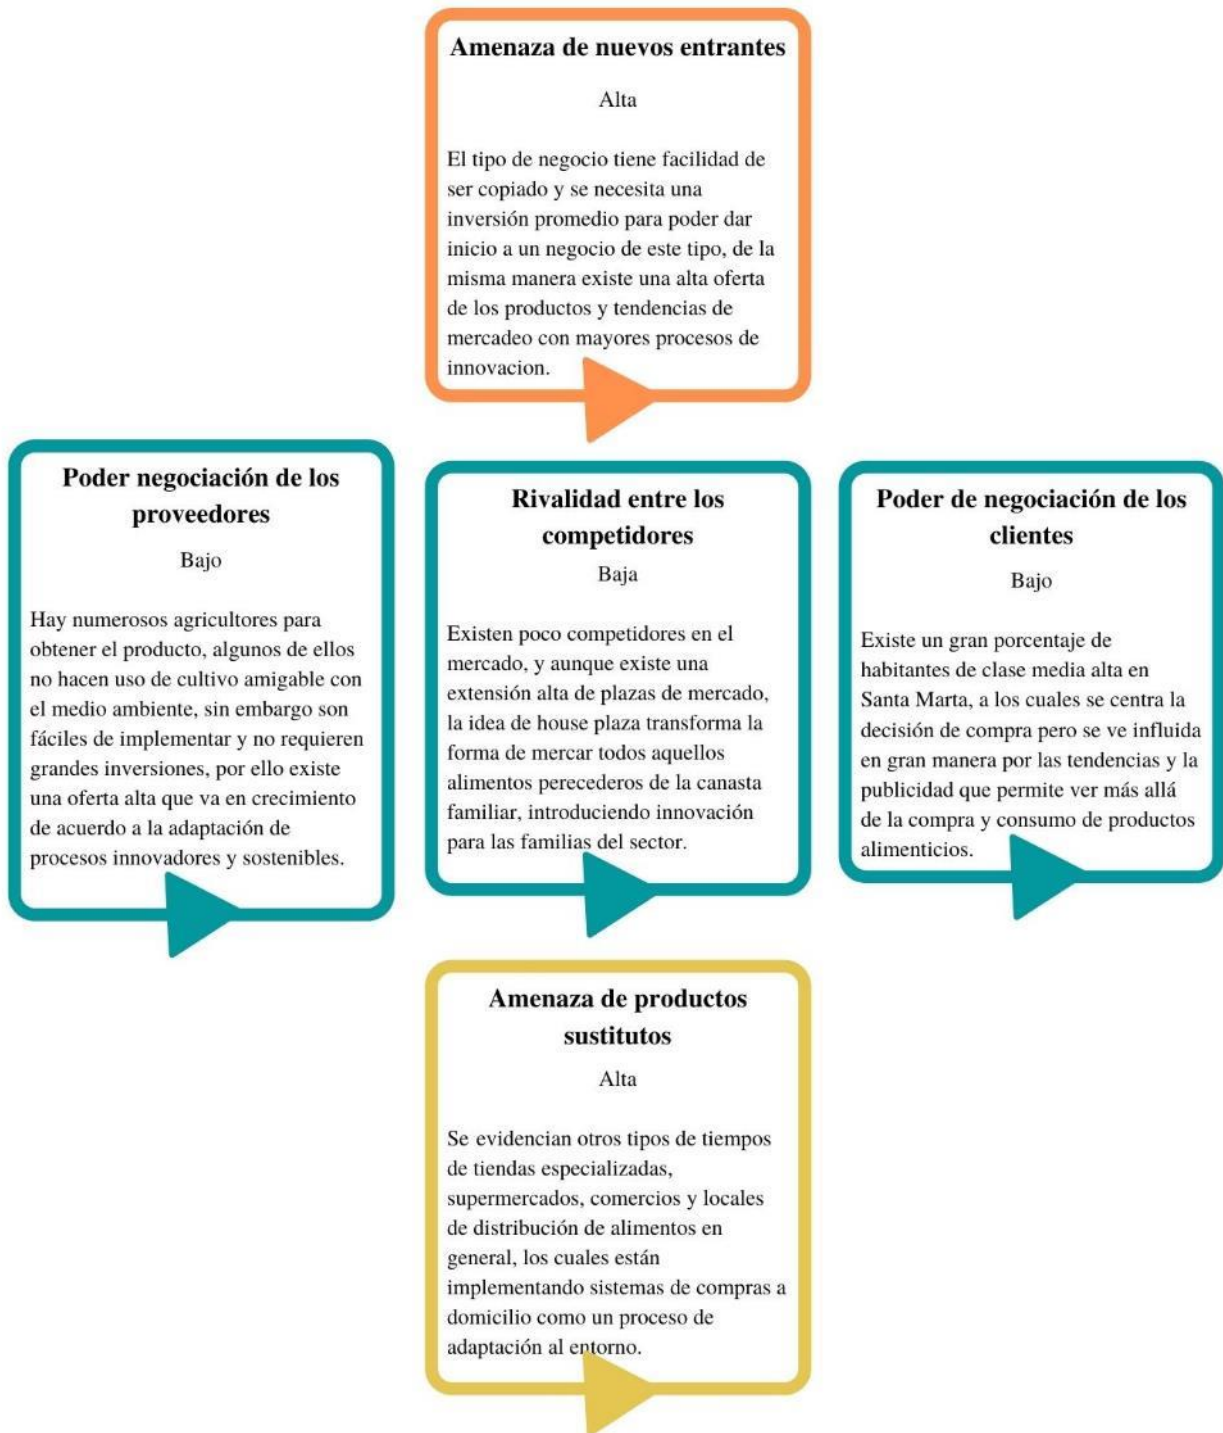 Amenaza de nuevos entrantes
Alta
El tipo de negocio tiene facilidad de
ser copiado y se necesita una
inversión promedio para poder dar
inicio a un negocio de este tipo, de la
misma manera existe una alta oferta
de los productos y tendencias de
mercadeo con mayores procesos de
innovacion.
Poder negociación de los
proveedores
Bajo
Hay numerosos agricultores para
obtener el producto, algunos de ellos
no hacen uso de cultivo amigable con
el medio ambiente, sin embargo son
fáciles de implementar y no requieren
grandes inversiones, por ello existe
una oferta alta que va en crecimiento
de acuerdo a la adaptación de
procesos innovadores y sostenibles.
Rivalidad entre los
competidores
Baja
Existen poco competidores en el
mercado, y aunque existe una
extensión alta de plazas de mercado,
la idea de house plaza transforma la
forma de mercar todos aquellos
alimentos perecederos de la canasta
familiar, introduciendo innovación
para las familias del sector.
Poder de negociación de los
clientes
Bajo
Existe un gran porcentaje de
habitantes de clase media alta en
Santa Marta, a los cuales se centra la
decisión de compra pero se ve influida
en gran manera por las tendencias y la
publicidad que permite ver más allá
de la compra y consumo de productos
alimenticios.
Amenaza de productos
sustitutos
Alta
Se evidencian otros tipos de tiempos
de tiendas especializadas,
supermercados, comercios y locales
de distribución de alimentos en
general, los cuales están
implementando sistemas de compras a
domicilio como un proceso de
adaptación al entorno.